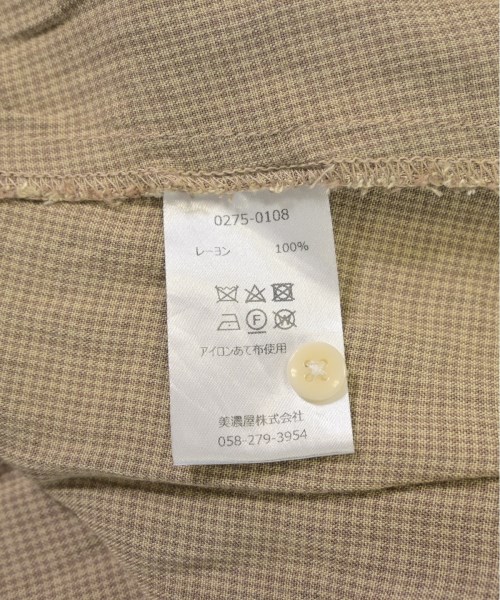 0275-0108
レーヨン 100%
アイロンあて布使用
美濃屋株式会社
058-279-3954